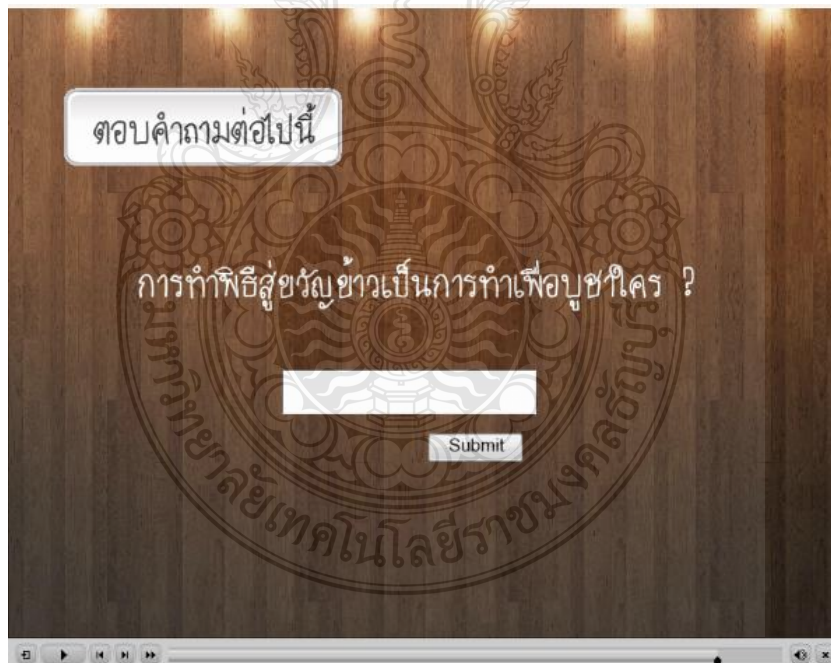 ตอบคำถามต่อไปนี้
การทำพิธีสู่ขวัญข้าวเป็นการทำเพื่อบูชาใคร ?
Submit
มหาวิทยาลัยเทคโนโลยีราชมงคลธัญบุรี